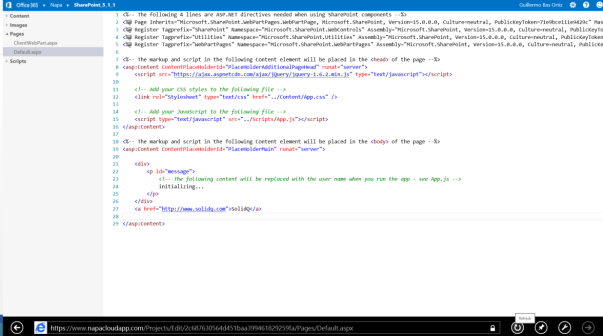 Office 365 Napa SharePoint_5_1_1 Guillermo Bas Ortiz
Content
Images
Pages
ClientWebPart.aspx
Default.aspx
Scripts
1 <%-- The following 4 lines are ASP.NET directives needed when using SharePoint components --%>
2 <%@ Page Inherits="Microsoft.SharePoint.WebPartPages.WebPartPage, Microsoft.SharePoint, Version=15.0.0.0, Culture=neutral, PublicKeyToken=71e9bce111e9429c" Mas
3 <%@ Register Tagprefix="SharePoint" Namespace="Microsoft.SharePoint.WebControls" Assembly="Microsoft.SharePoint, Version=15.0.0.0, Culture=neutral, PublicKeyTo
4 <%@ Register Tagprefix="Utilities" Namespace="Microsoft.SharePoint.Utilities" Assembly="Microsoft.SharePoint, Version=15.0.0.0, Culture=neutral, PublicKeyToken
5 <%@ Register Tagprefix="WebPartPages" Namespace="Microsoft.SharePoint.WebPartPages" Assembly="Microsoft.SharePoint, Version=15.0.0.0, Culture=neutral, PublicK
6
7 <%-- The markup and script in the following Content element will be placed in the <head> of the page --%>
8 <asp:Content ContentPlaceHolderId="PlaceHolderAdditionalPageHead" runat="server">
9 <script src="https://ajax.aspnetcdn.com/ajax/jQuery/jquery-1.6.2.min.js" type="text/javascript"></script>
10
11 <!-- Add your CSS styles to the following file -->
12 <link rel="Stylesheet" type="text/css" href="../Content/App.css" />
13
14 <!-- Add your JavaScript to the following file -->
15 <script type="text/javascript" src="../Scripts/App.js"></script>
16 </asp:Content>
17
18 <%-- The markup and script in the following Content element will be placed in the <body> of the page --%>
19 <asp:Content ContentPlaceHolderId="PlaceHolderMain" runat="server">
20
21 <div>
22 <p id="message">
23 <!-- The following content will be replaced with the user name when you run the app - see App.js -->
24 initializing...
25 </p>
26 </div>
27 <a href="http://www.solidq.com">SolidQ</a>
28
29 </asp:Content>
Refresh
https://www.napacloudapp.com/Projects/Edit/2c687630564d451baa399461829259fa/Pages/Default.aspx